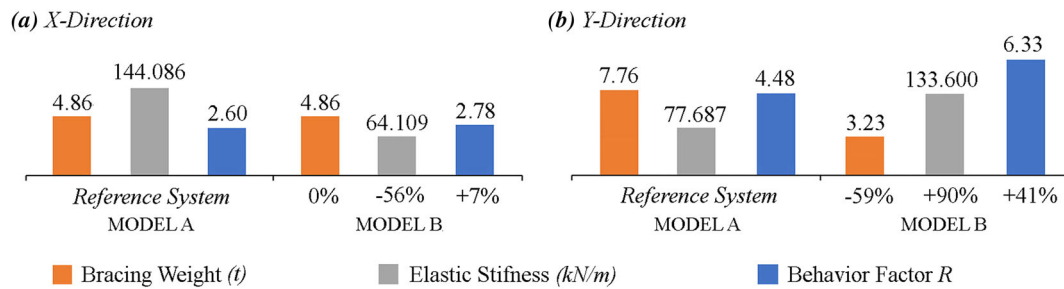 (a) X-Direction
144.086
4.86
2.60
4.86
64.109
2.78
Reference System
0%
-56%
+7%
MODEL A
MODEL B
(b) Y-Direction
7.76
77.687
4.48
3.23
133.600
6.33
Reference System
-59%
+90%
+41%
MODEL A
MODEL B
Bracing Weight (t)
Elastic Stifness (kN/m)
Behavior Factor R